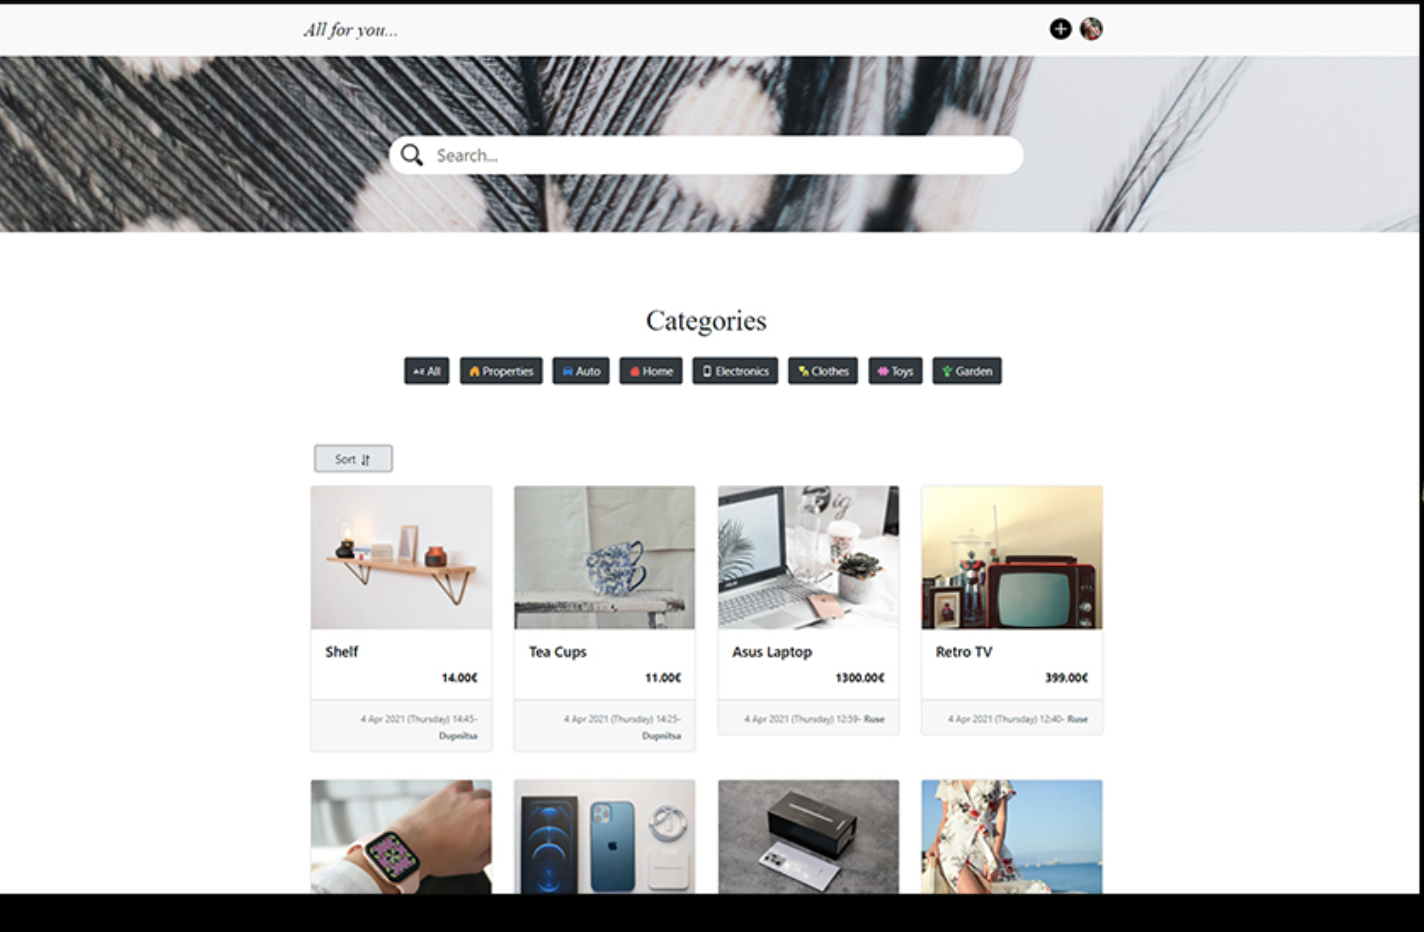 All for you...
Search...
Categories
All
Properties
Auto
Home
Electronics
Clothes
Toys
Garden
Sort
Shelf
14.00€
4 Apr 2021 (Thursday) 14:45-
Dupnitsa
Tea Cups
11.00€
4 Apr 2021 (Thursday) 14:25-
Dupnitsa
Asus Laptop
1300.00€
4 Apr 2021 (Thursday) 12:59- Ruse
Retro TV
399.00€
4 Apr 2021 (Thursday) 12:40- Ruse